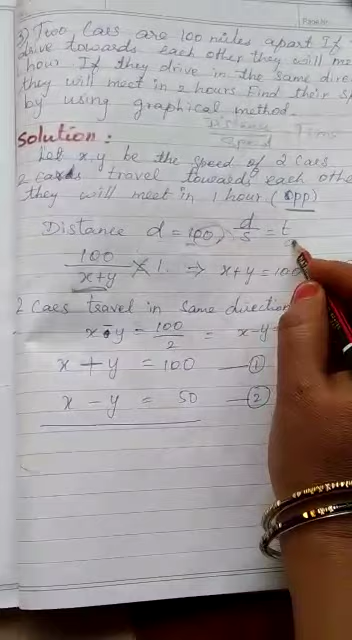 3) Two Cars are 100 miles apart If
drive towards each other they will me
hour If they drive in the same dire
they will meet in 2 hours Find their sp
by using graphical method.
Distance Time
Speed
Solution:
Let x y be the speed of 2 cars
2 cars travel towards each othe
they will meet in 1 hour (opp)
Distance d = 100, d/s = t
100/x+y = 1. ⇒ x+y = 100
2 Cars travel in same direction
x - y = 100/2 = x-y =
x + y = 100 —①
x - y = 50 —②